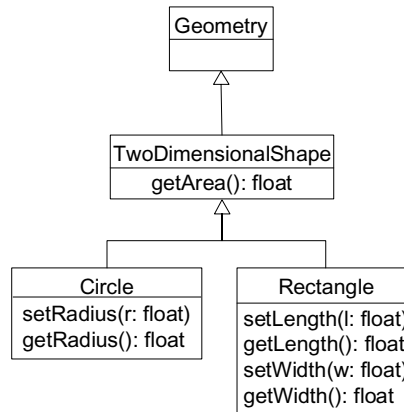 Geometry
TwoDimensionalShape
getArea(): float
Circle
setRadius(r: float)
getRadius(): float
Rectangle
setLength(l: float)
getLength(): float
setWidth(w: float)
getWidth(): float